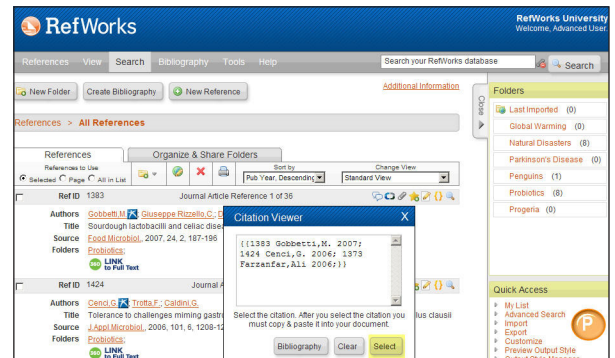 RefWorks
RefWorks University
Welcome, Advanced User.
References View Search Bibliography Tools Help
Search your RefWorks database
Search
New Folder
Create Bibliography
New Reference
Additional Information
References > All References
References
Organize & Share Folders
References to Use
Selected Page All in List
Sort by
Pub Year, Descending
Change View
Standard View
Ref ID 1383 Journal Article Reference 1 of 36
Authors Gobbetti,M. Giuseppe Rizzello,C.;
Title Sourdough lactobacilli and celiac
Source Food Microbiol., 2007, 24, 2, 187-196
Folders Probiotics;
360 LINK
to Full Text
Ref ID 1424 Journal
Authors Cenci,G. Trotta,F.; Caldini,G.
Title Tolerance to challenges miming
Source J.Appl.Microbiol., 2006, 101, 6,
Folders Probiotics;
360 LINK
to Full Text
Citation Viewer X
{{1383 Gobbetti,M. 2007;
1424 Cenci,G. 2006; 1373
Farzanfar,Ali 2006;}}
Select the citation. After you select the citation you
must copy & paste it into your document.
Bibliography Clear Select
Close
Folders
Last Imported (0)
Global Warming (0)
Natural Disasters (8)
Parkinson's Disease (0)
Penguins (1)
Probiotics (8)
Progeria (0)
Quick Access
My List
Advanced Search
Import
Export
Customize
Preview Output Style
P